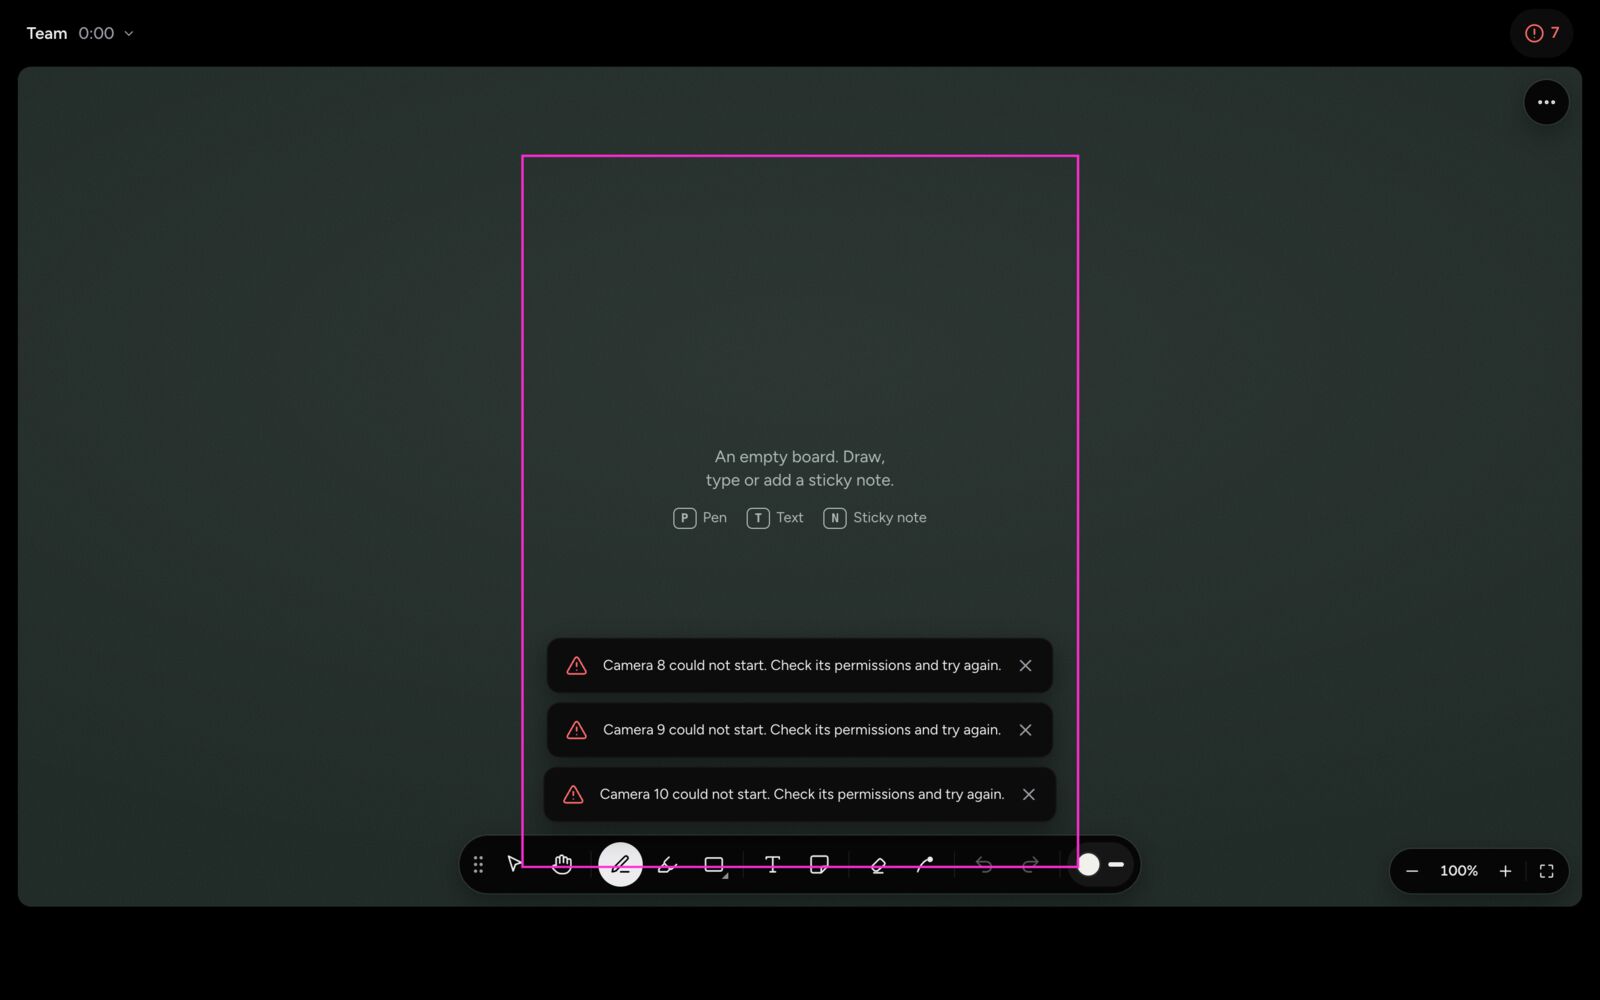 Team 0:00
7
An empty board. Draw,
type or add a sticky note.
P Pen T Text N Sticky note
Camera 8 could not start. Check its permissions and try again.
Camera 9 could not start. Check its permissions and try again.
Camera 10 could not start. Check its permissions and try again.
100%